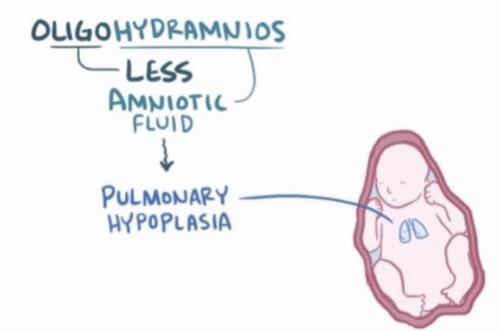 OLIGOHYDRAMNIOS
LESS
AMNIOTIC
FLUID
PULMONARY
HYPOPLASIA